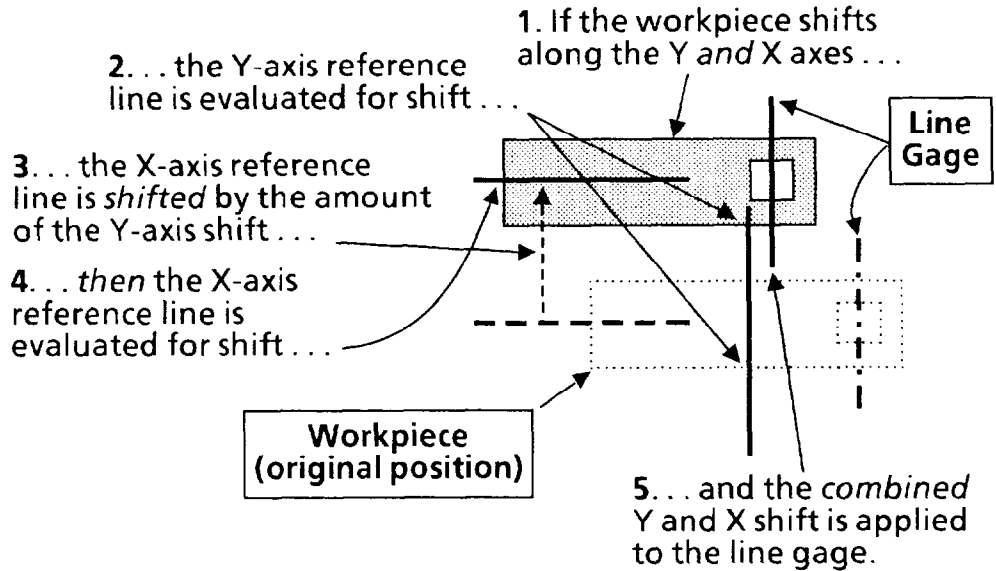 1. If the workpiece shifts
along the Y and X axes ...
2... the Y-axis reference
line is evaluated for shift ...
Line
Gage
3... the X-axis reference
line is shifted by the amount
of the Y-axis shift ...
4... then the X-axis
reference line is
evaluated for shift ...
Workpiece
(original position)
5... and the combined
Y and X shift is applied
to the line gage.